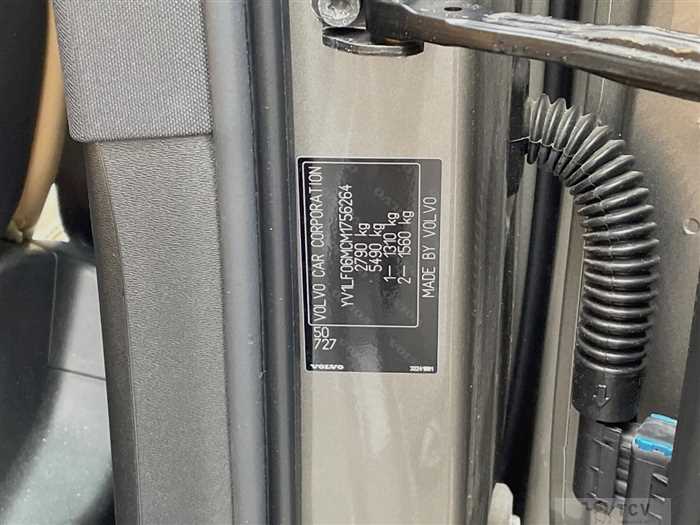 VOLVO CAR CORPORATION
YV1LF06MCM1756264
2790 kg
5490 kg
1– 1310 kg
2– 1560 kg
MADE BY VOLVO
50
727
VOLVO